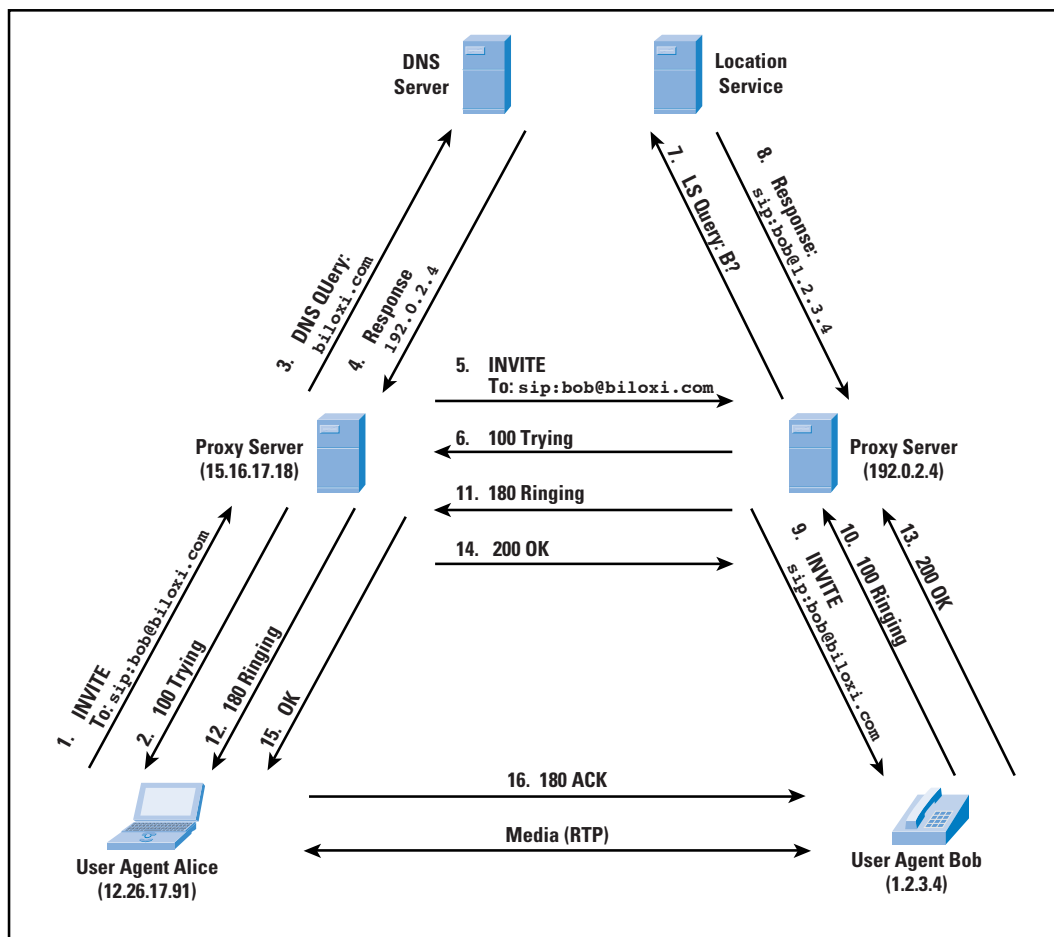 DNS
Server
Location
Service
3. DNS QUery:
biloxi.com
4. Response
192.0.2.4
7. LS Query: B?
8. Response:
sip:bob@1.2.3.4
5. INVITE
To: sip:bob@biloxi.com
6. 100 Trying
11. 180 Ringing
14. 200 OK
Proxy Server
(15.16.17.18)
Proxy Server
(192.0.2.4)
1. INVITE
To: sip:bob@biloxi.com
2. 100 Trying
12. 180 Ringing
15. OK
9. INVITE
sip:bob@biloxi.com
10. 100 Ringing
13. 200 OK
16. 180 ACK
Media (RTP)
User Agent Alice
(12.26.17.91)
User Agent Bob
(1.2.3.4)